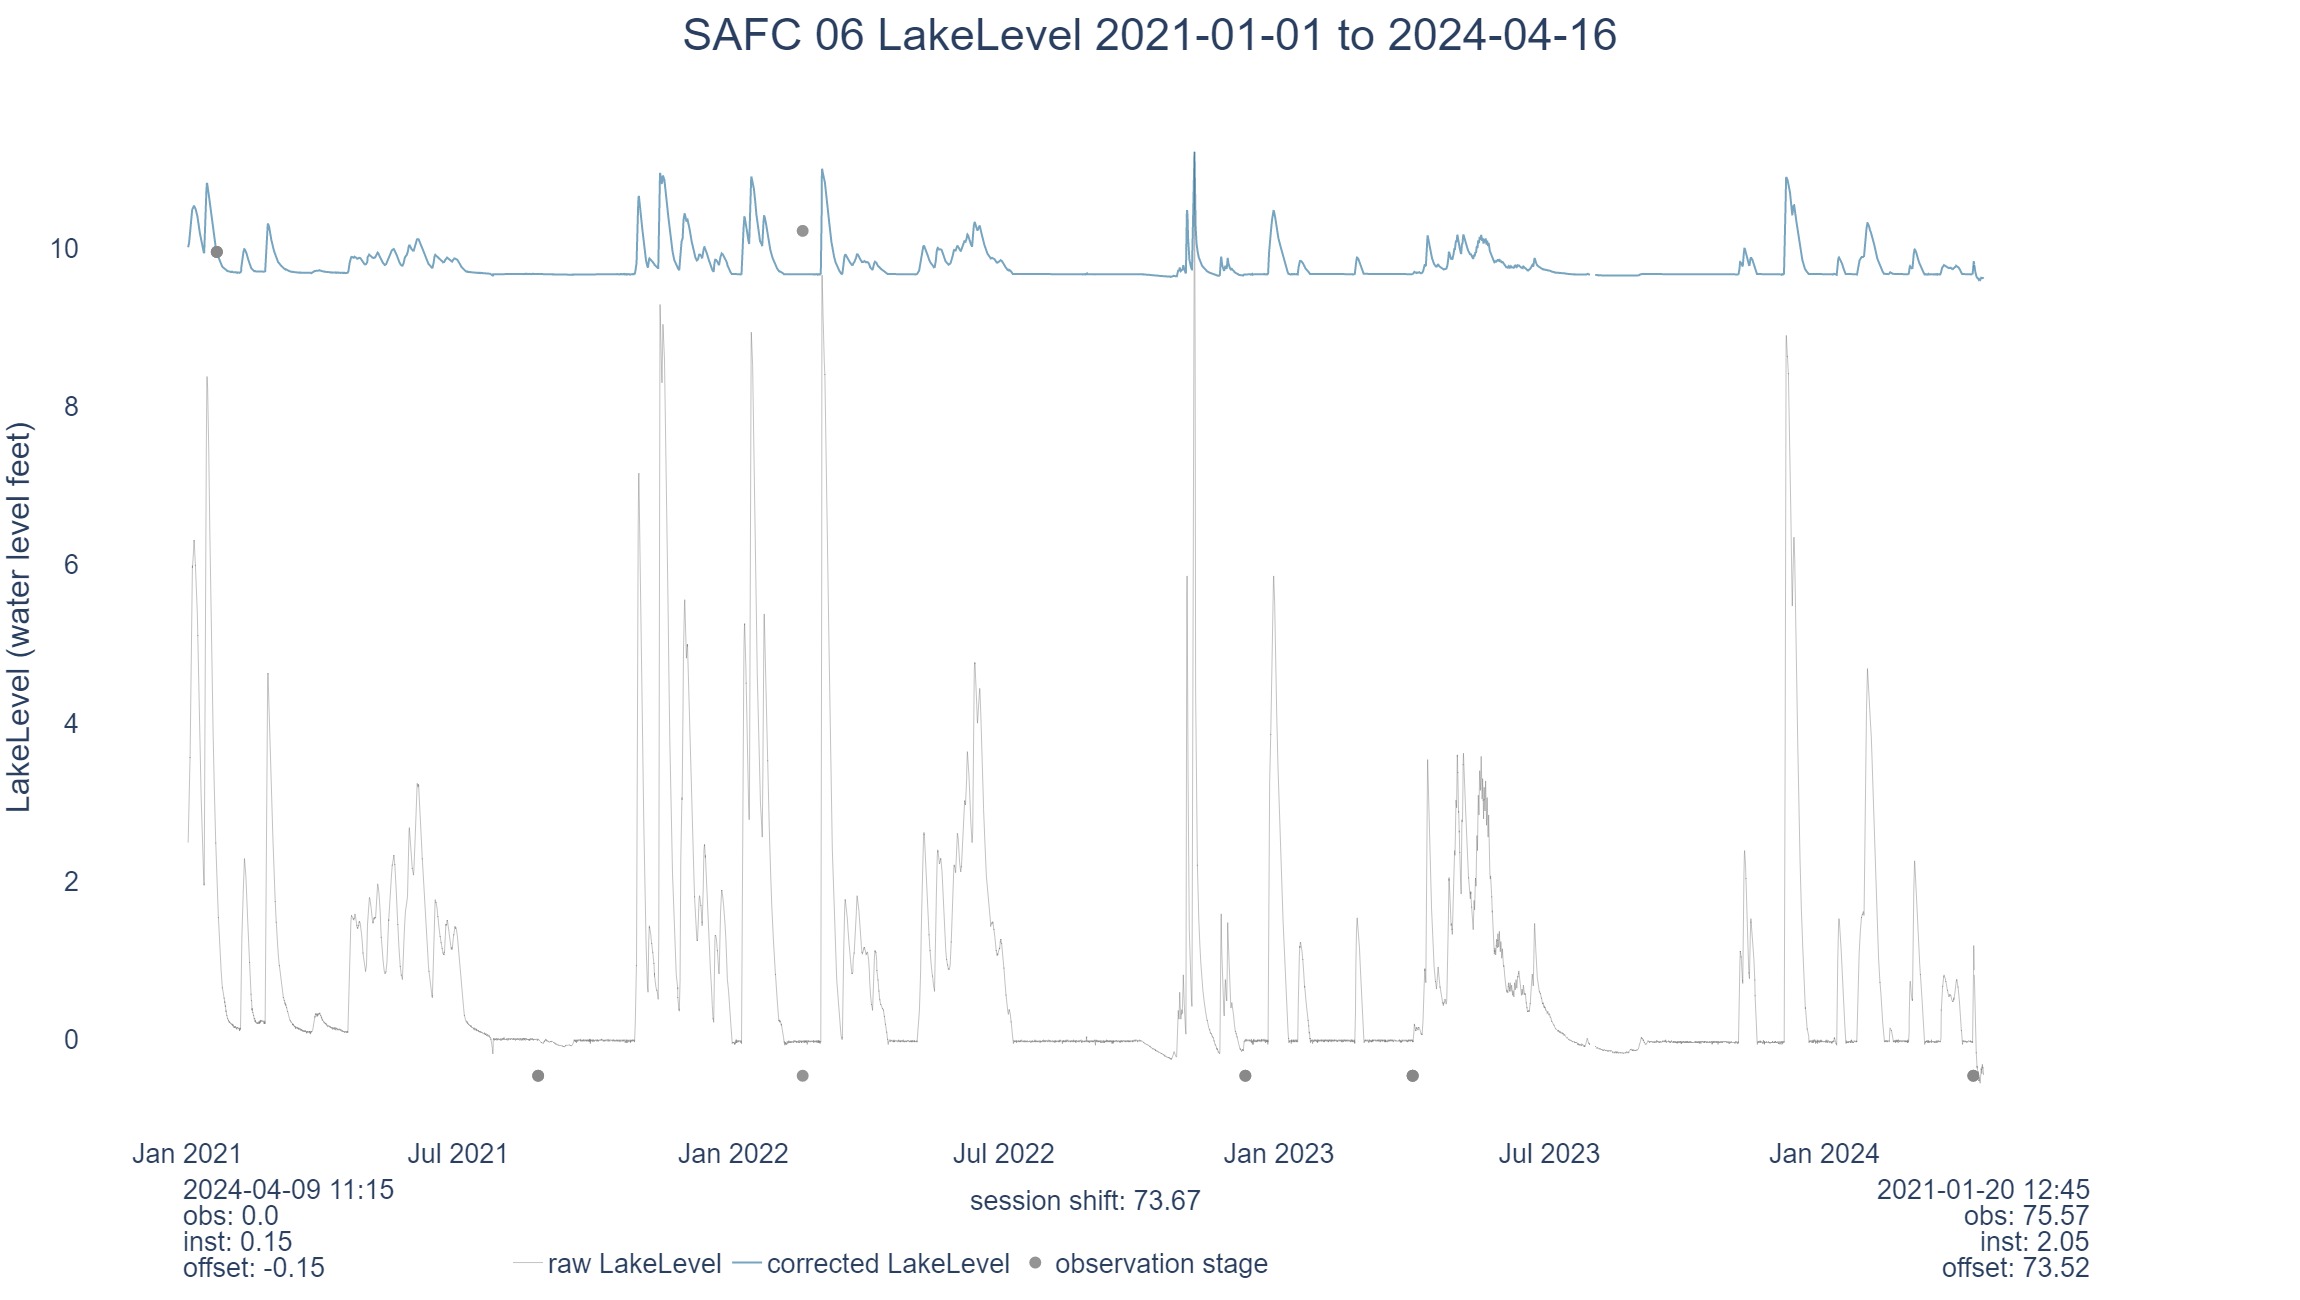 SAFC 06 LakeLevel 2021-01-01 to 2024-04-16
LakeLevel (water level feet)
10
8
6
4
2
0
Jan 2021
Jul 2021
Jan 2022
Jul 2022
Jan 2023
Jul 2023
Jan 2024
2024-04-09 11:15
obs: 0.0
inst: 0.15
offset: -0.15
session shift: 73.67
2021-01-20 12:45
obs: 75.57
inst: 2.05
offset: 73.52
raw LakeLevel
corrected LakeLevel
observation stage